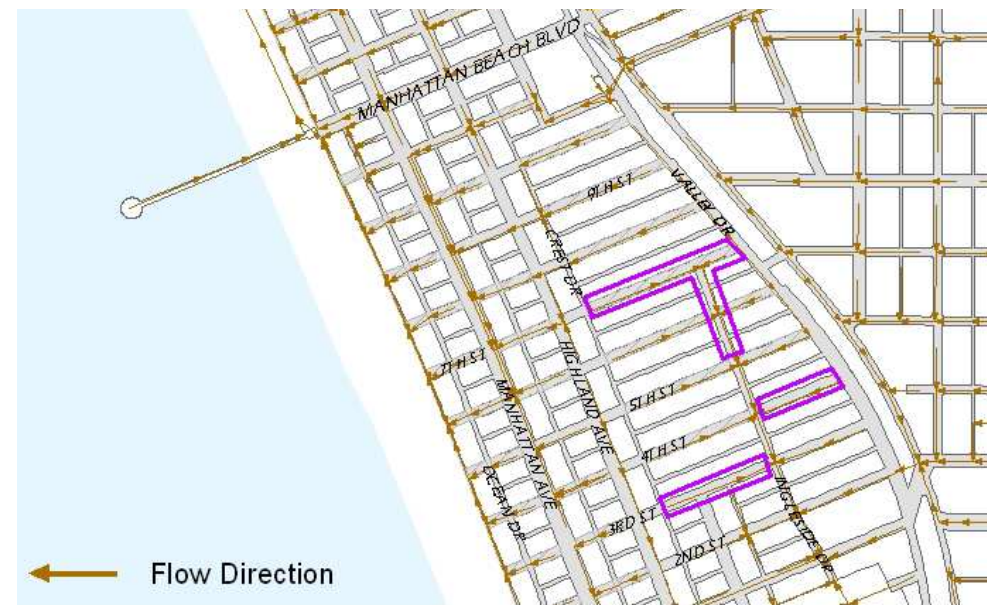 MANHATTAN BEACH BLVD
9TH ST
VALLEY DR
CREST DR
7TH ST
HIGHLAND AVE
MANHATTAN AVE
5TH ST
4TH ST
OCEAN DR
3RD ST
INGLESIDE DR
2ND ST
Flow Direction